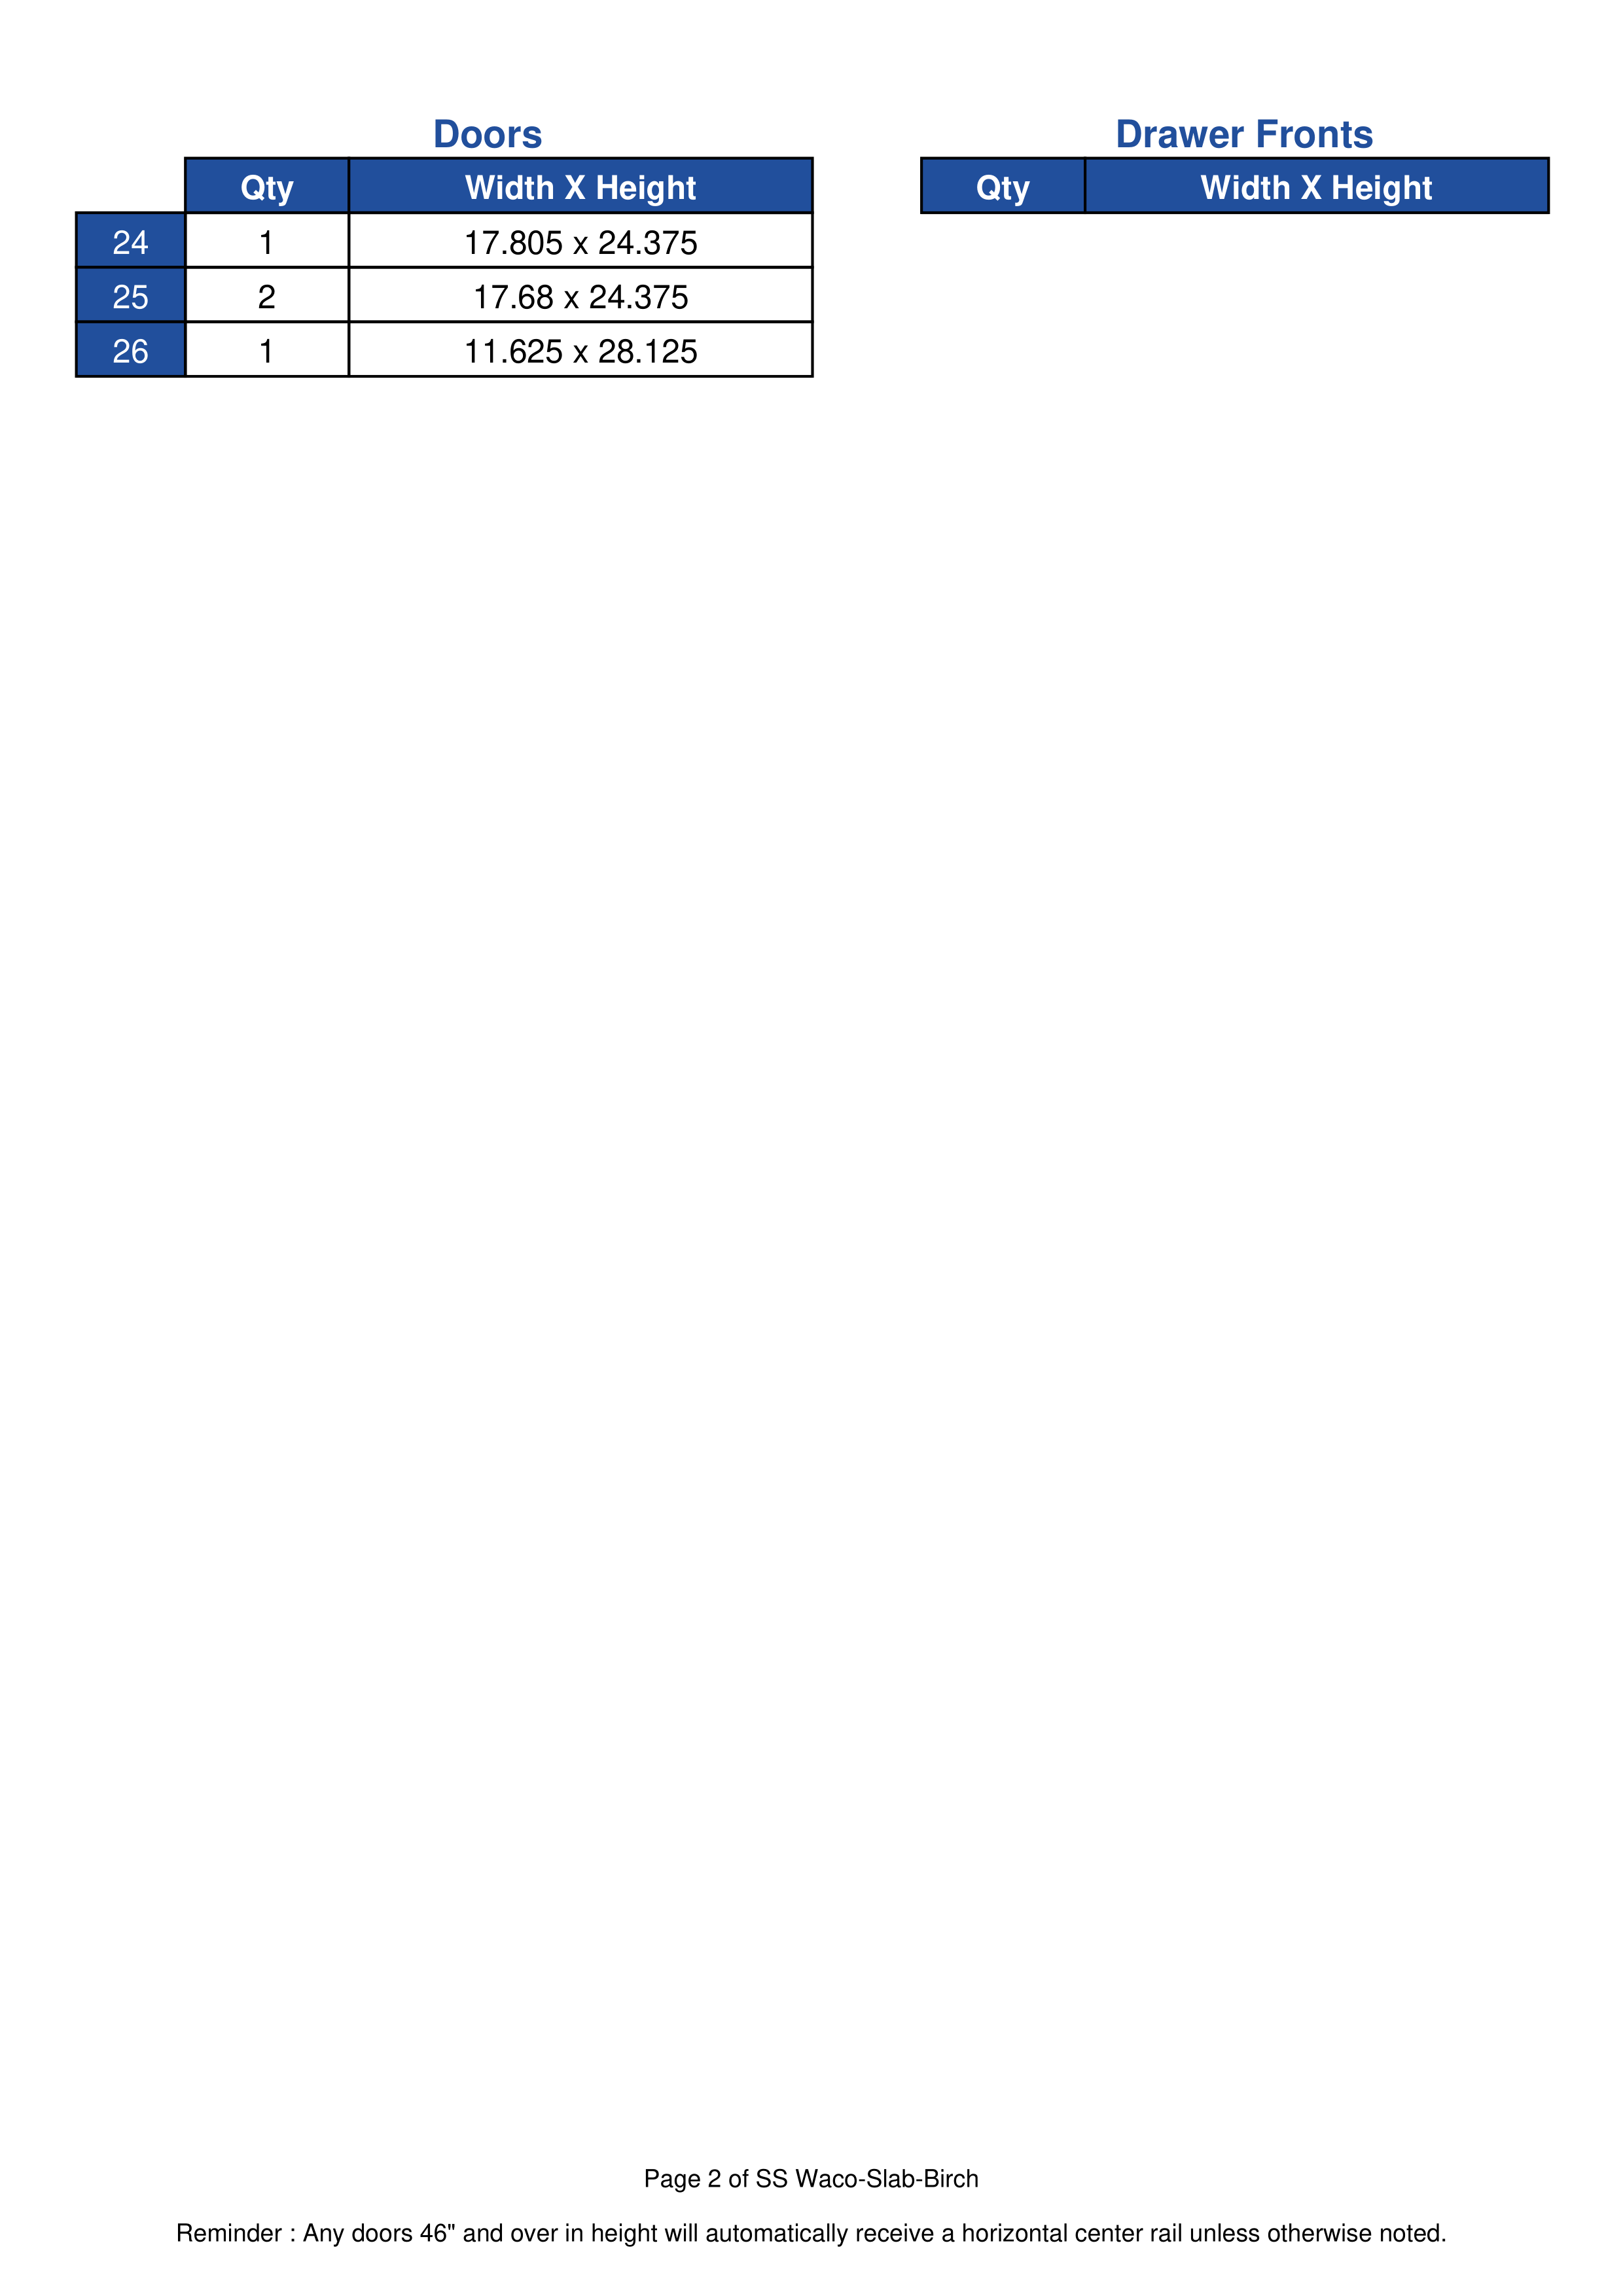 Doors
Drawer Fronts
Qty Width X Height
Qty Width X Height
24 1 17.805 x 24.375
25 2 17.68 x 24.375
26 1 11.625 x 28.125
Page 2 of SS Waco-Slab-Birch
Reminder : Any doors 46" and over in height will automatically receive a horizontal center rail unless otherwise noted.